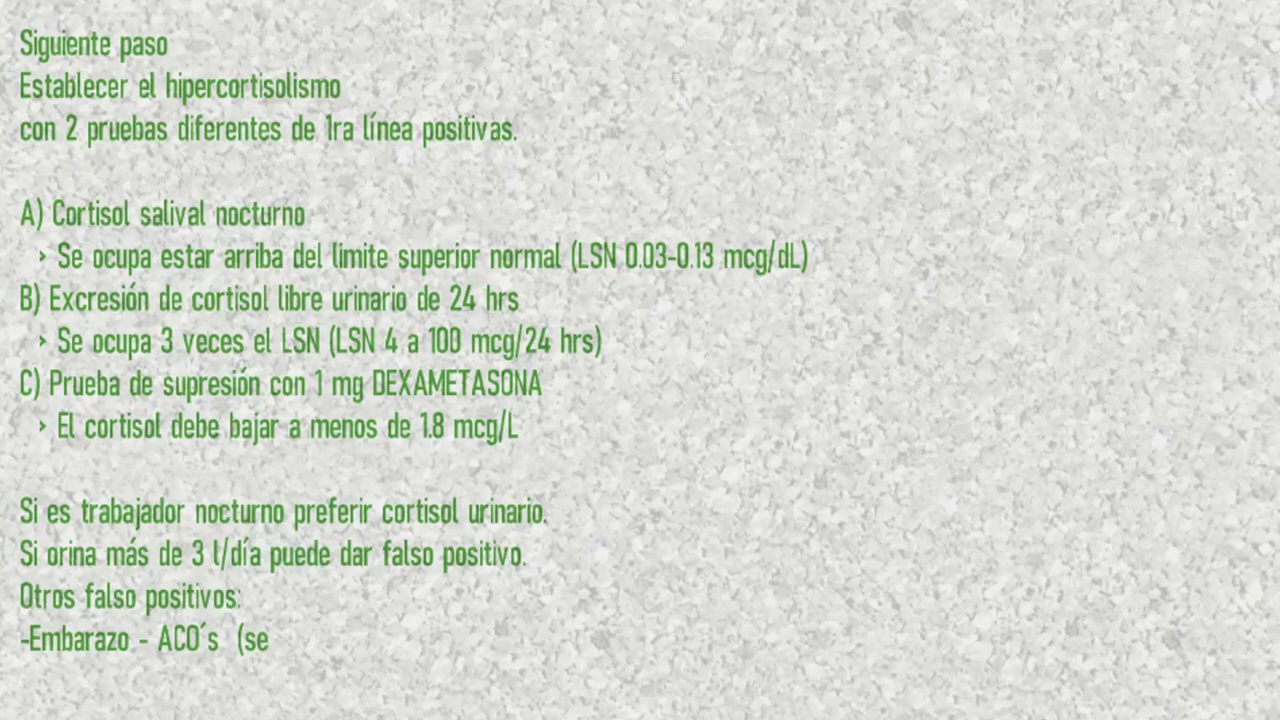 Siguiente paso
Establecer el hipercortisolismo
con 2 pruebas diferentes de 1ra línea positivas.
A) Cortisol salival nocturno
> Se ocupa estar arriba del limite superior normal (LSN 0.03-0.13 mcg/dL)
B) Excresión de cortisol libre urinario de 24 hrs
> Se ocupa 3 veces el LSN (LSN 4 a 100 mcg/24 hrs)
C) Prueba de supresión con 1 mg DEXAMETASONA
> El cortisol debe bajar a menos de 1.8 mcg/L
Si es trabajador nocturno preferir cortisol urinario.
Si orina más de 3 l/día puede dar falso positivo.
Otros falso positivos:
-Embarazo - ACO´s (se